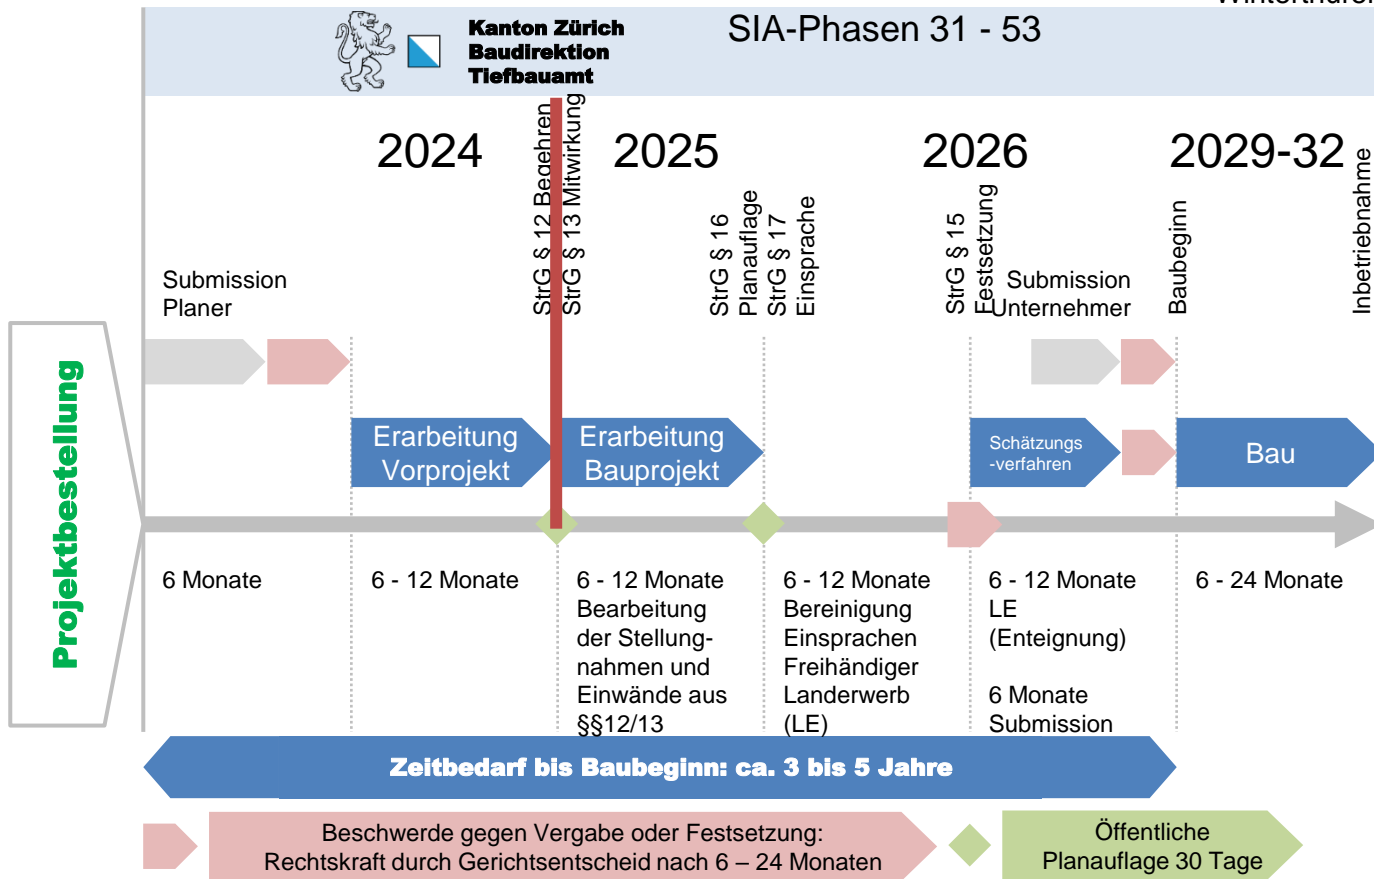 Kanton Zürich
Baudirektion
Tiefbauamt
SIA-Phasen 31 - 53
2024
2025
2026
2029-32
StrG § 12 Begehren
StrG § 13 Mitwirkung
StrG § 16
Planauflage
StrG § 17
Einsprache
StrG § 15
Festsetzung
Baubeginn
Inbetriebnahme
Submission
Planer
Submission
Unternehmer
Projektbestellung
Erarbeitung
Vorprojekt
Erarbeitung
Bauprojekt
Schätzungs
-verfahren
Bau
6 Monate
6 - 12 Monate
6 - 12 Monate
Bearbeitung
der Stellung-
nahmen und
Einwände aus
§§12/13
6 - 12 Monate
Bereinigung
Einsprachen
Freihändiger
Landerwerb
(LE)
6 - 12 Monate
LE
(Enteignung)
6 Monate
Submission
6 - 24 Monate
Zeitbedarf bis Baubeginn: ca. 3 bis 5 Jahre
Beschwerde gegen Vergabe oder Festsetzung:
Rechtskraft durch Gerichtsentscheid nach 6 – 24 Monaten
Öffentliche
Planauflage 30 Tage